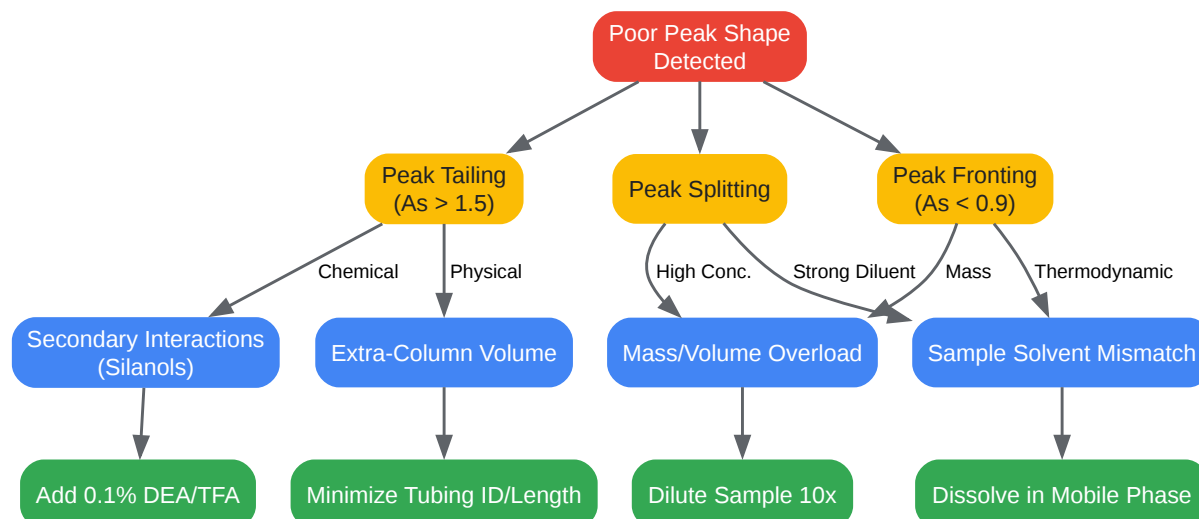 Poor Peak Shape
Detected
Peak Tailing
(As > 1.5)
Peak Splitting
Peak Fronting
(As < 0.9)
Chemical
Physical
High Conc.
Strong Diluent
Mass
Thermodynamic
Secondary Interactions
(Silanols)
Extra-Column Volume
Mass/Volume Overload
Sample Solvent Mismatch
Add 0.1% DEA/TFA
Minimize Tubing ID/Length
Dilute Sample 10x
Dissolve in Mobile Phase